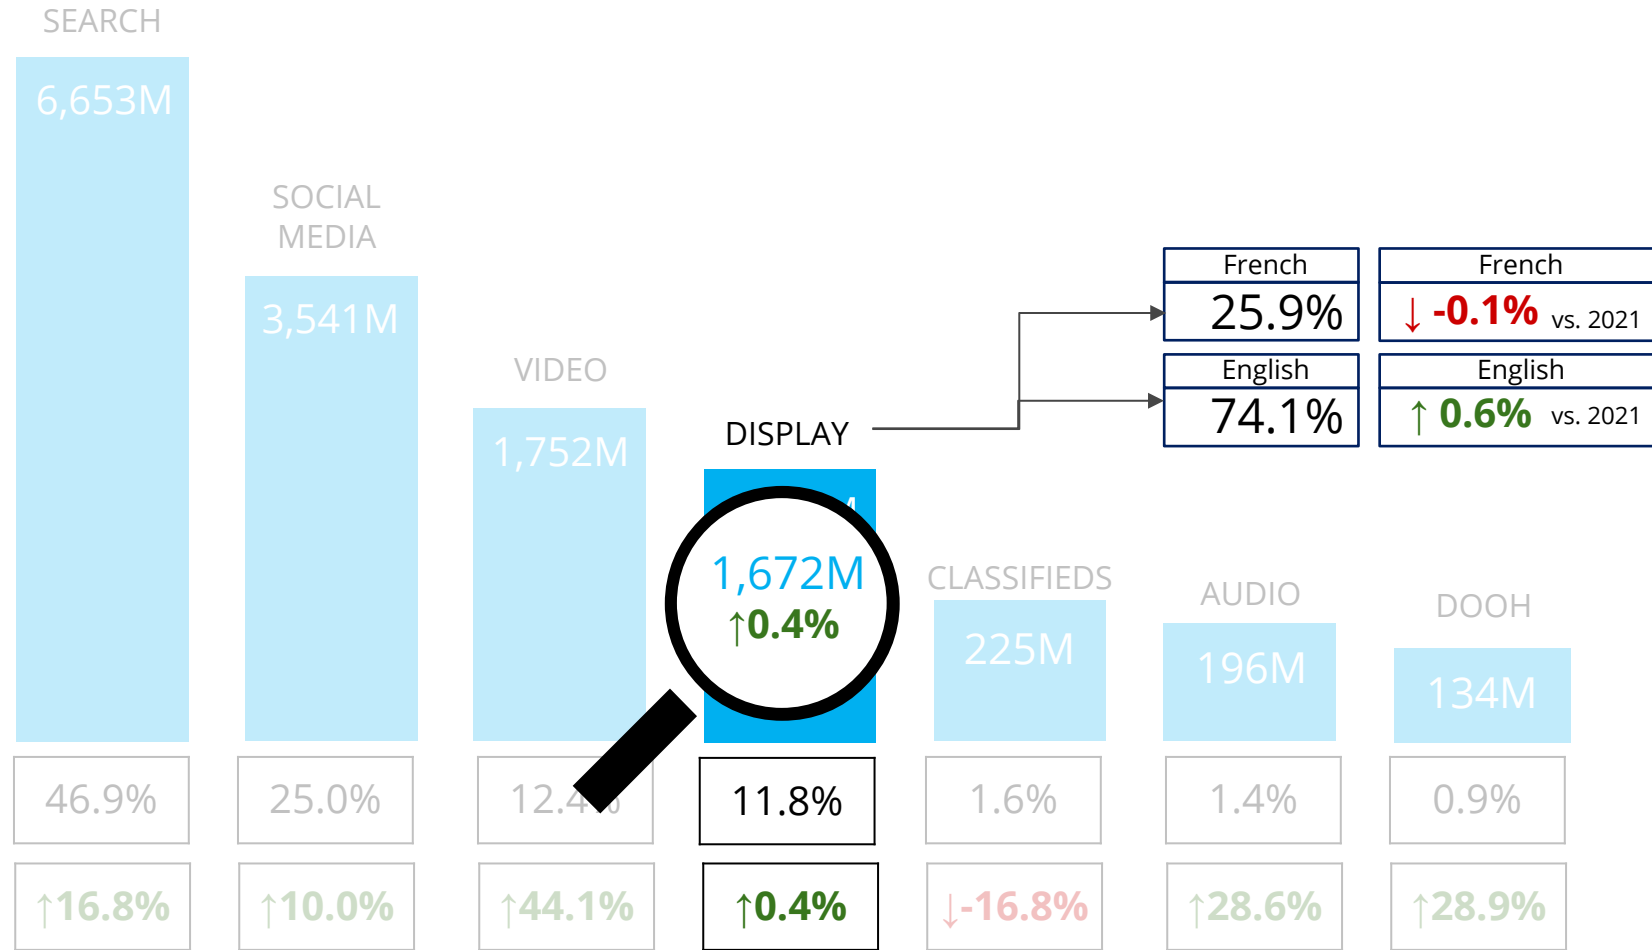 SEARCH
6,653M
SOCIAL
MEDIA
3,541M
VIDEO
1,752M
DISPLAY
1,672M
↑0.4%
French
25.9%
French
↓ -0.1% vs. 2021
English
74.1%
English
↑ 0.6% vs. 2021
CLASSIFIEDS
225M
AUDIO
196M
DOOH
134M
46.9%
25.0%
11.8%
1.6%
1.4%
0.9%
↑16.8%
↑10.0%
↑44.1%
↑0.4%
↓-16.8%
↑28.6%
↑28.9%